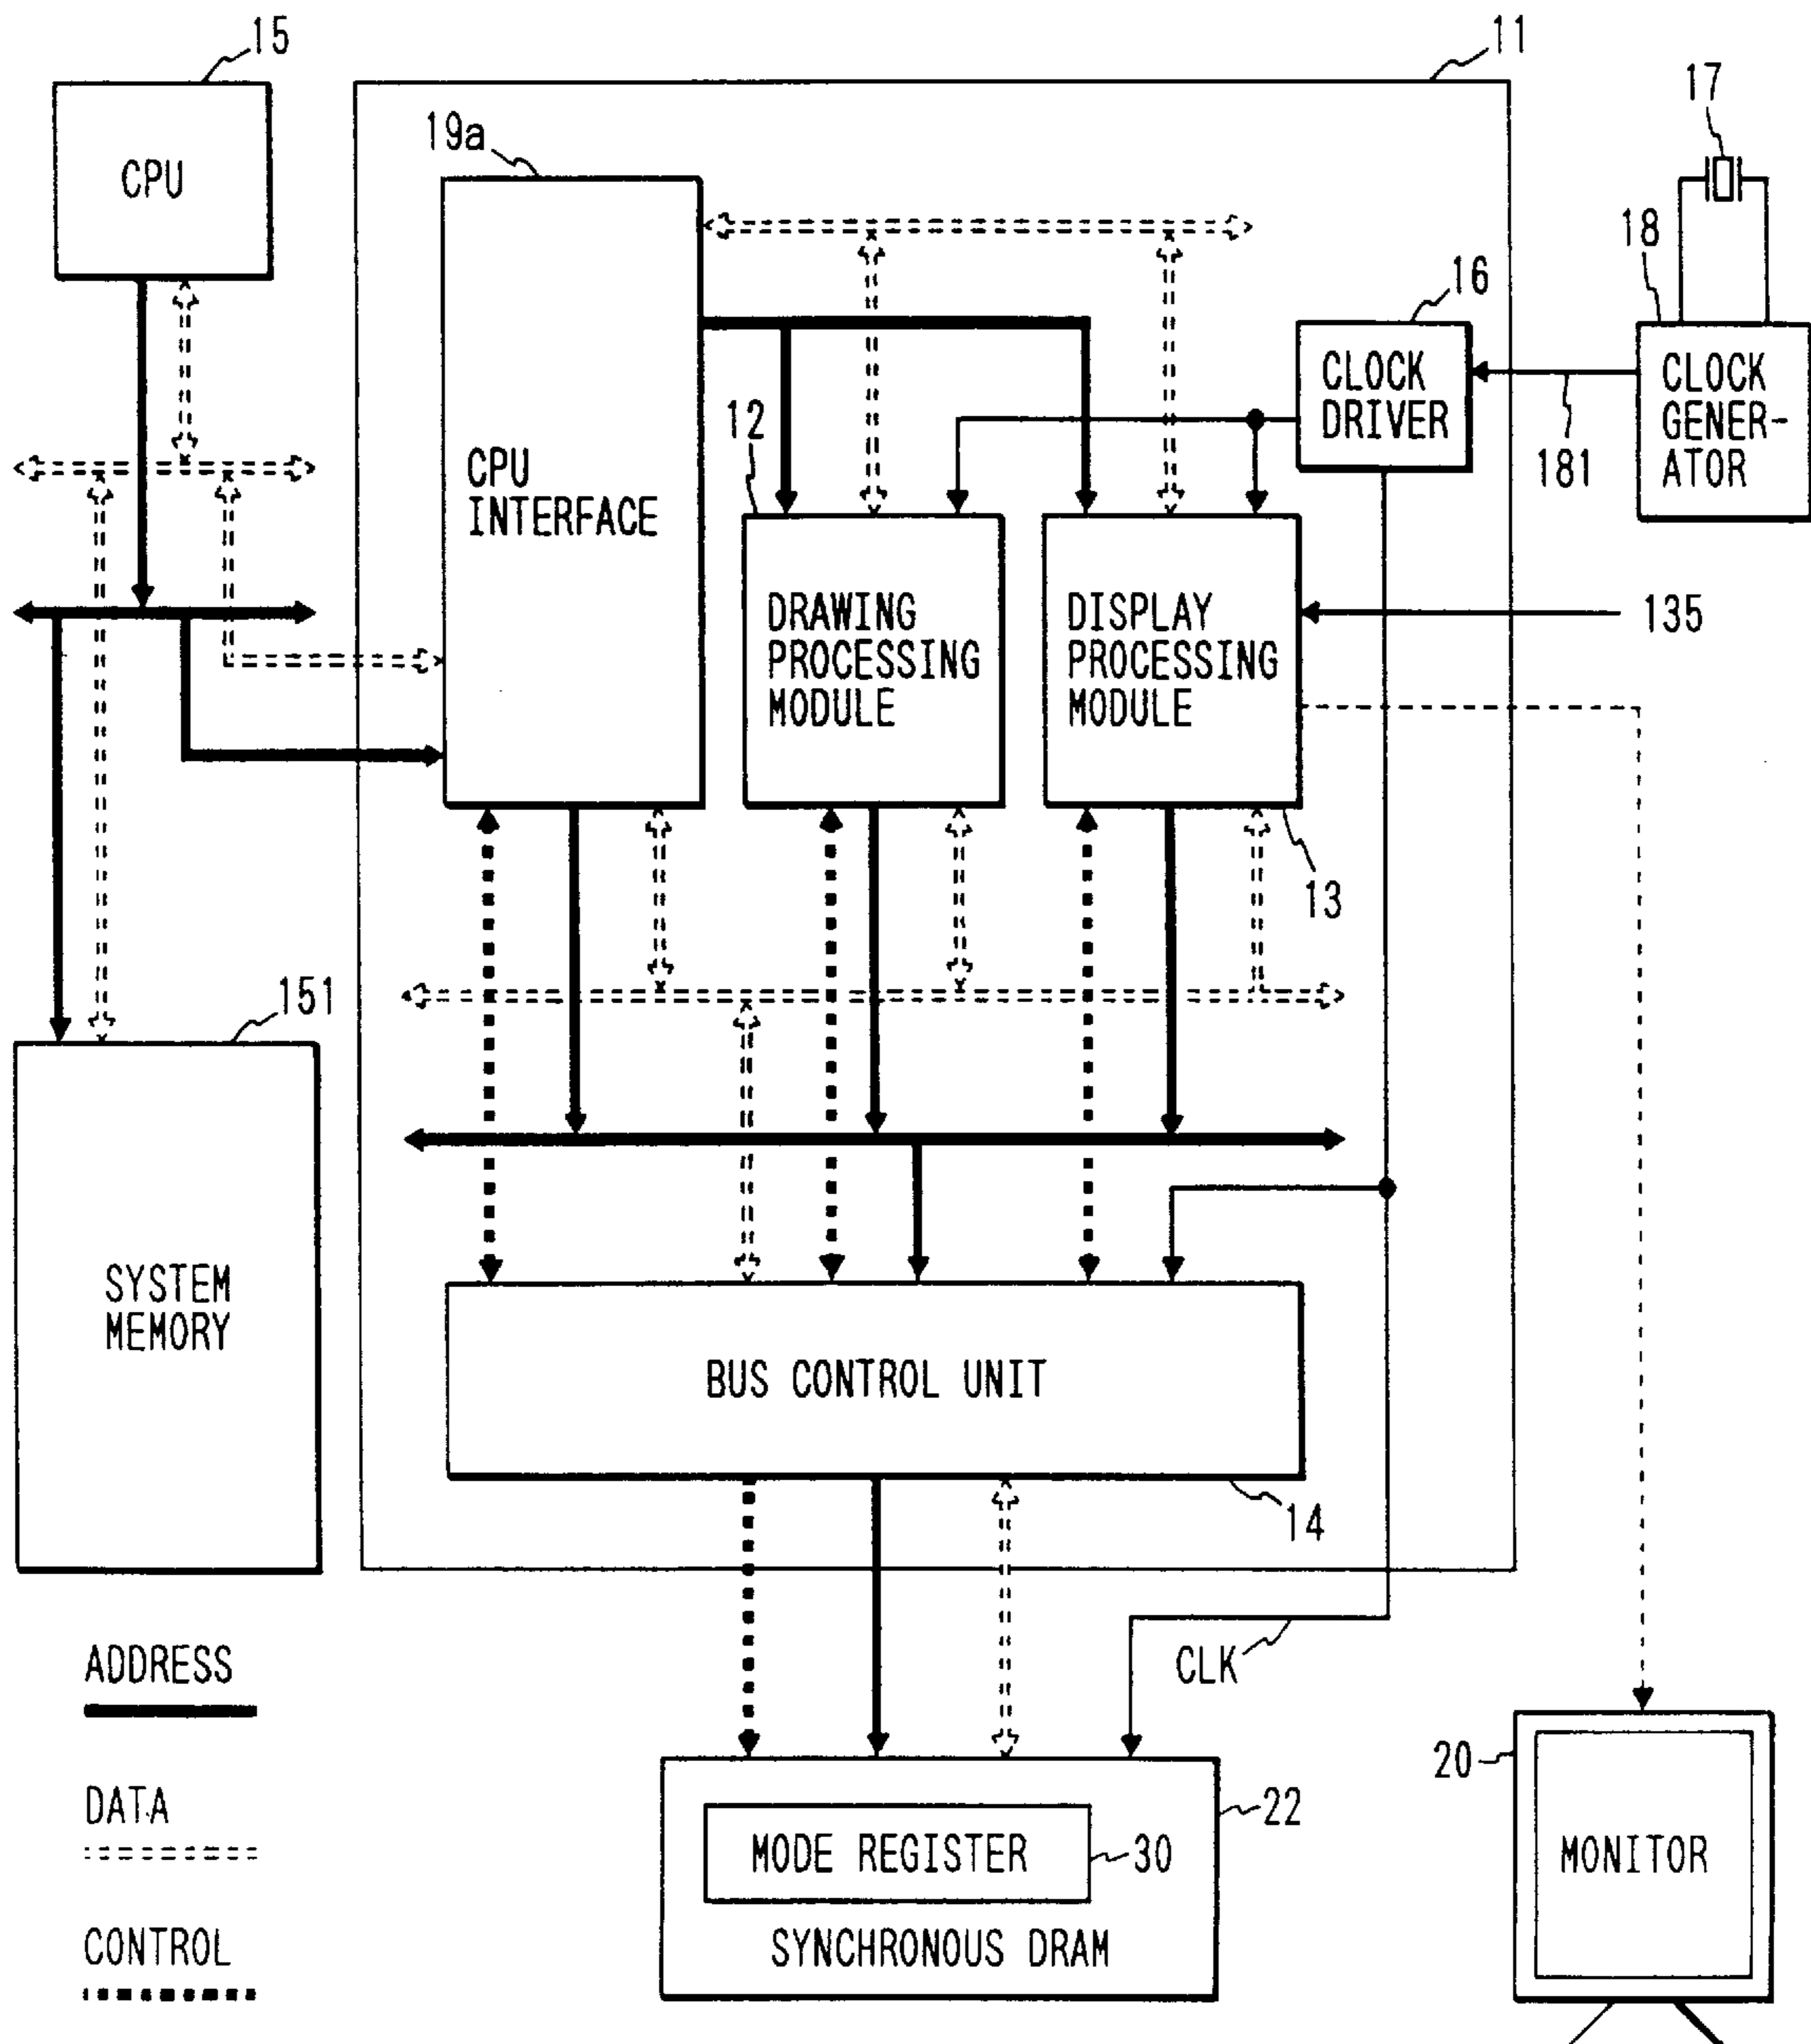 15
CPU
11
17
19a
CPU
INTERFACE
16
CLOCK
DRIVER
18
CLOCK
GENER-
ATOR
181
12
DRAWING
PROCESSING
MODULE
DISPLAY
PROCESSING
MODULE
135
13
151
SYSTEM
MEMORY
BUS CONTROL UNIT
14
CLK
ADDRESS
DATA
CONTROL
MODE REGISTER
30
22
SYNCHRONOUS DRAM
20
MONITOR